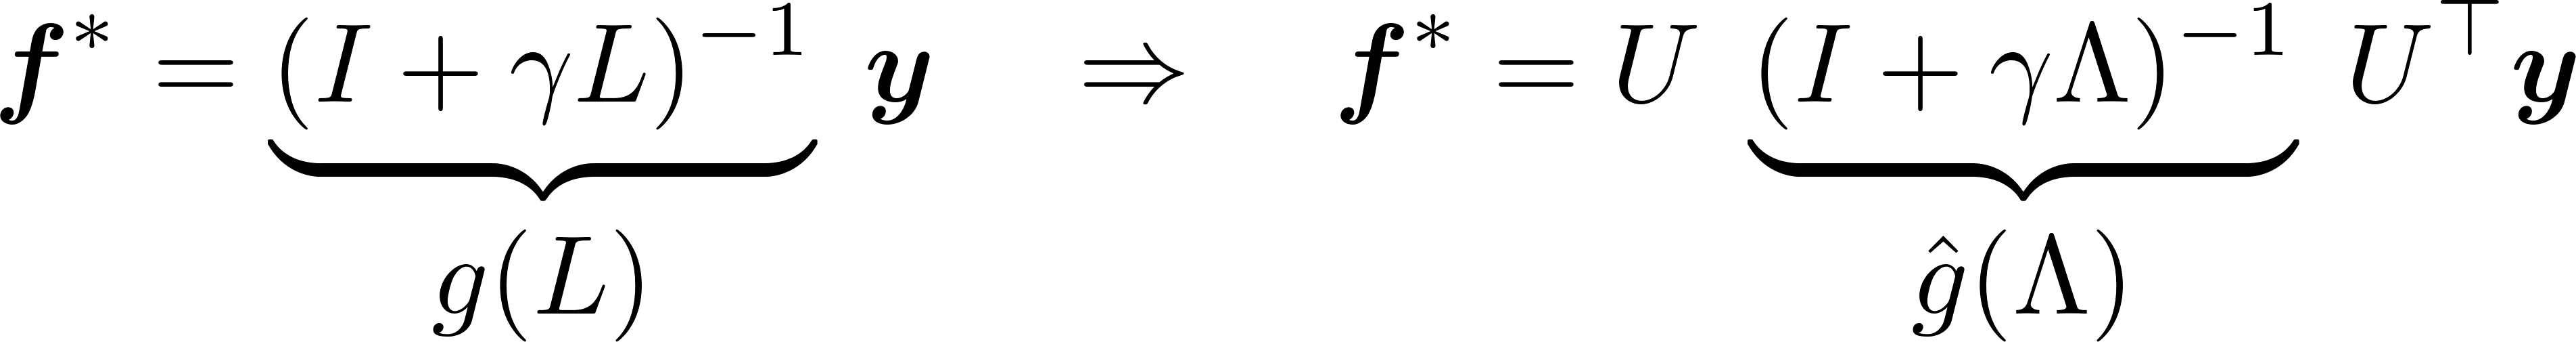 f* = (I + γL)⁻¹ y ⇒ f* = U (I + γΛ)⁻¹ U⊤y
g(L) ĝ(Λ)